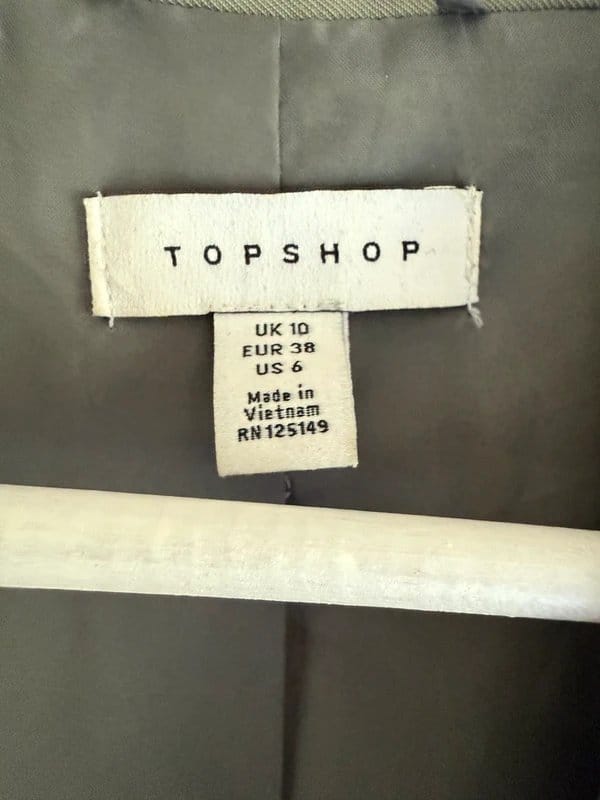 TOPSHOP
UK 10
EUR 38
US 6
Made in
Vietnam
RN 125149